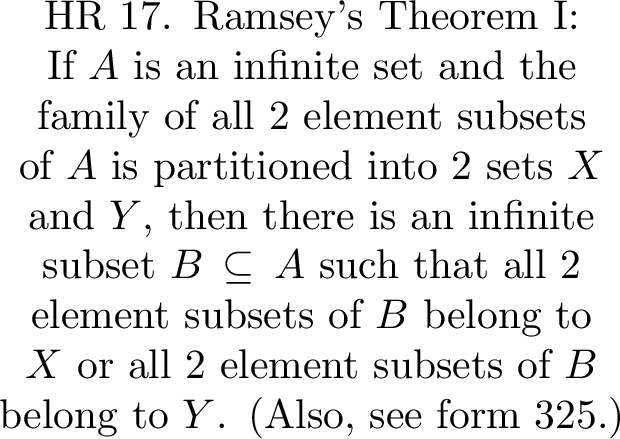 HR 17. Ramsey's Theorem I:
If A is an infinite set and the
family of all 2 element subsets
of A is partitioned into 2 sets X
and Y, then there is an infinite
subset B ⊆ A such that all 2
element subsets of B belong to
X or all 2 element subsets of B
belong to Y. (Also, see form 325.)